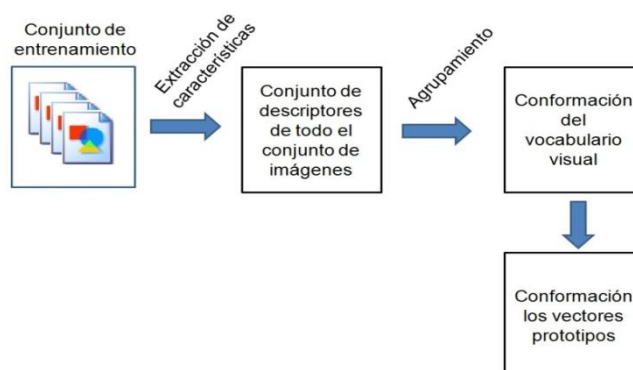 Conjunto de
entrenamiento
Extracción de
características
Conjunto de
descriptores
de todo el
conjunto de
imágenes
Agrupamiento
Conformación
del
vocabulario
visual
Conformación
los vectores
prototipos